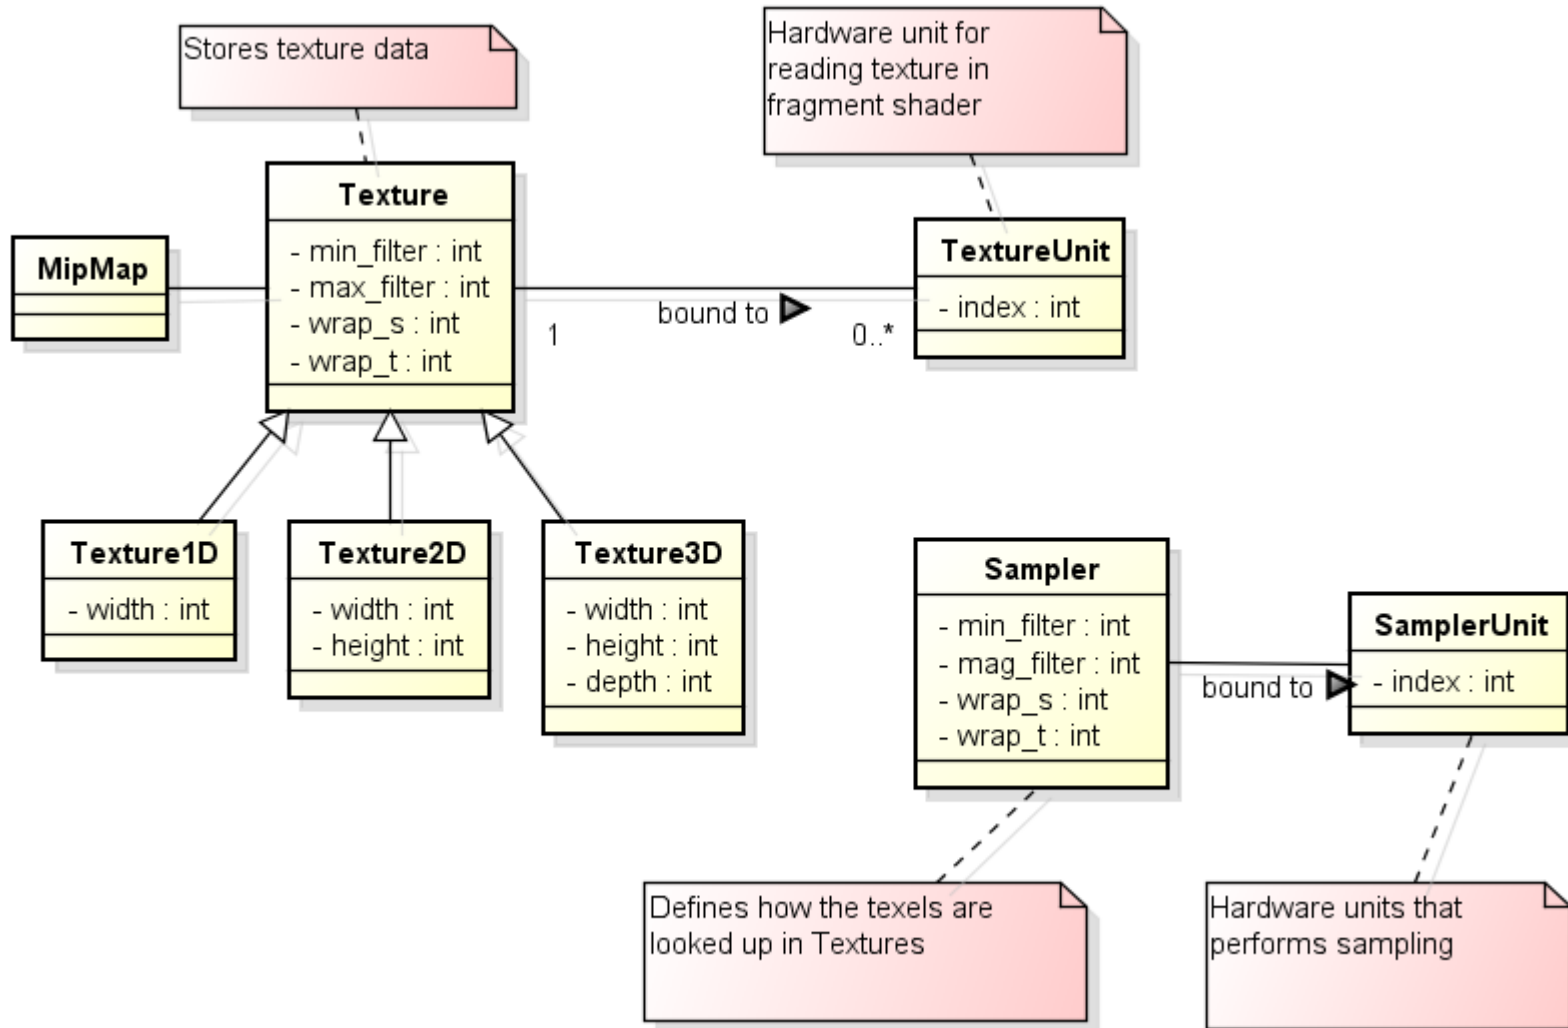 Stores texture data
Hardware unit for
reading texture in
fragment shader
Texture
- min_filter : int
- max_filter : int
- wrap_s : int
- wrap_t : int
MipMap
TextureUnit
- index : int
bound to
1
0..*
Texture1D
- width : int
Texture2D
- width : int
- height : int
Texture3D
- width : int
- height : int
- depth : int
Sampler
- min_filter : int
- mag_filter : int
- wrap_s : int
- wrap_t : int
bound to
SamplerUnit
- index : int
Defines how the texels are
looked up in Textures
Hardware units that
performs sampling